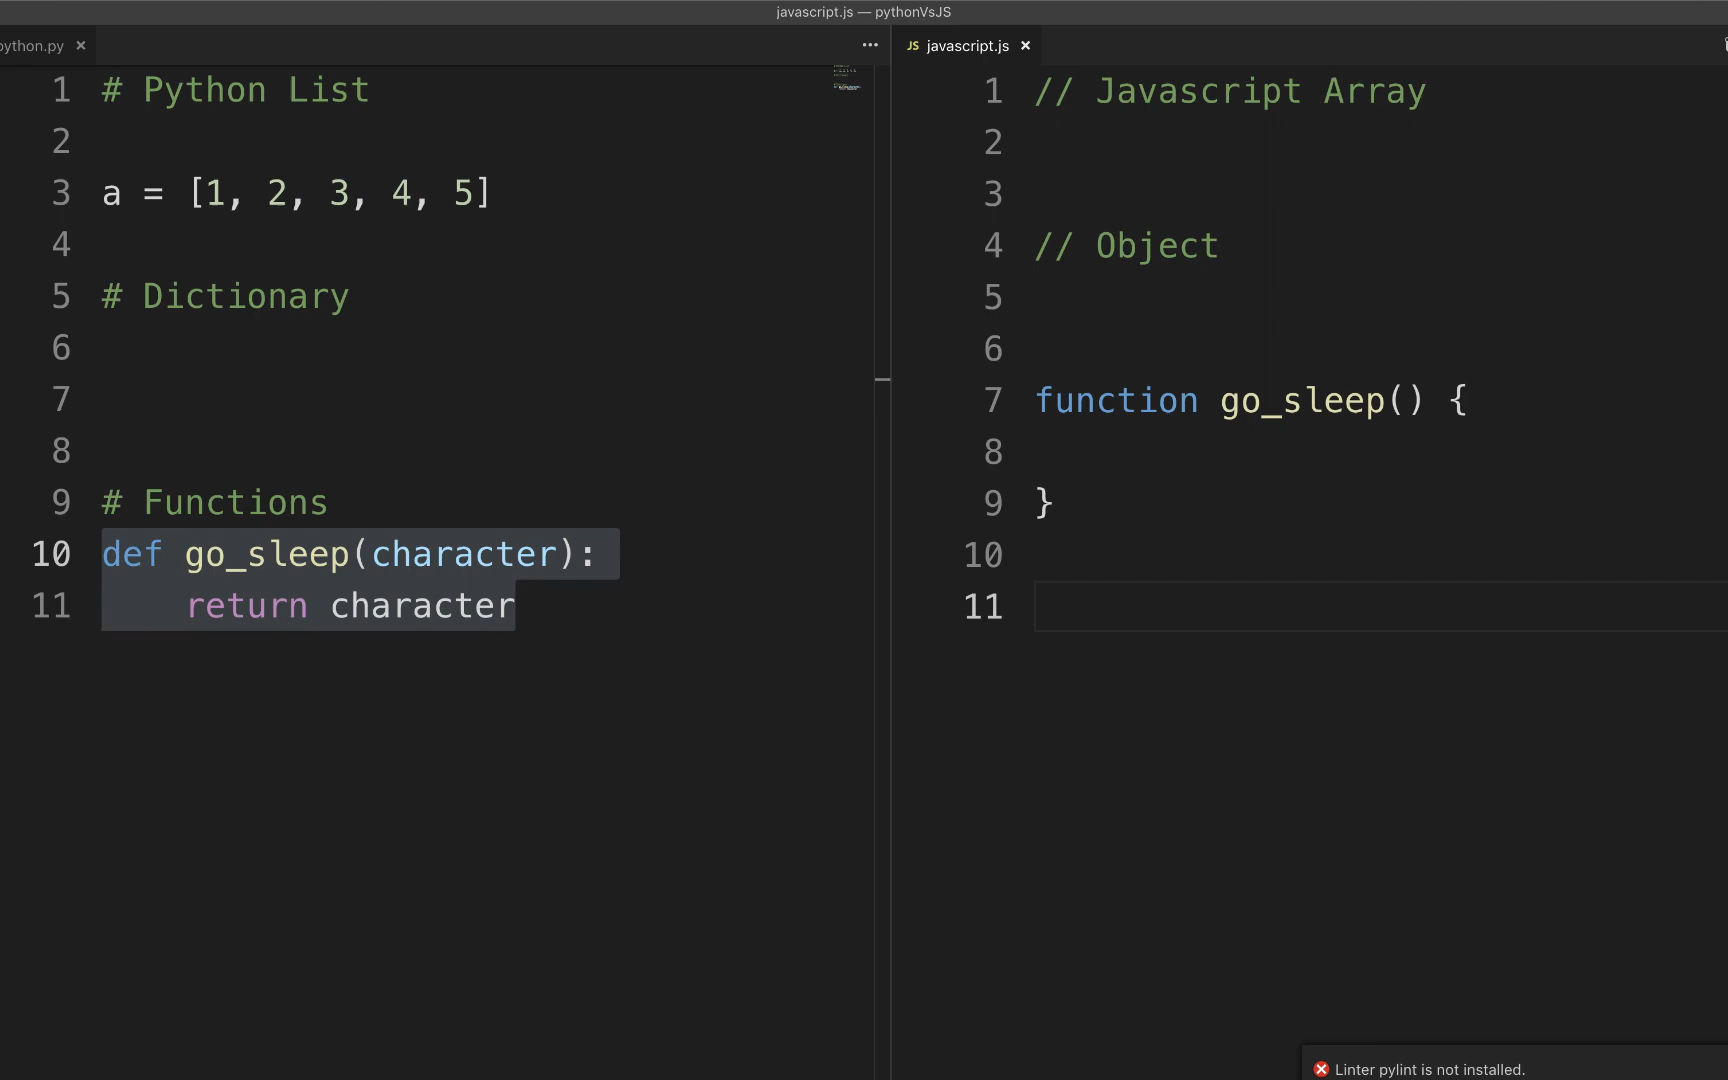 javascript.js — pythonVsJS
python.py ×
JS javascript.js ×
1 # Python List
2
3 a = [1, 2, 3, 4, 5]
4
5 # Dictionary
6
7
8
9 # Functions
10 def go_sleep(character):
11 return character
1 // Javascript Array
2
3
4 // Object
5
6
7 function go_sleep() {
8
9 }
10
11
Linter pylint is not installed.